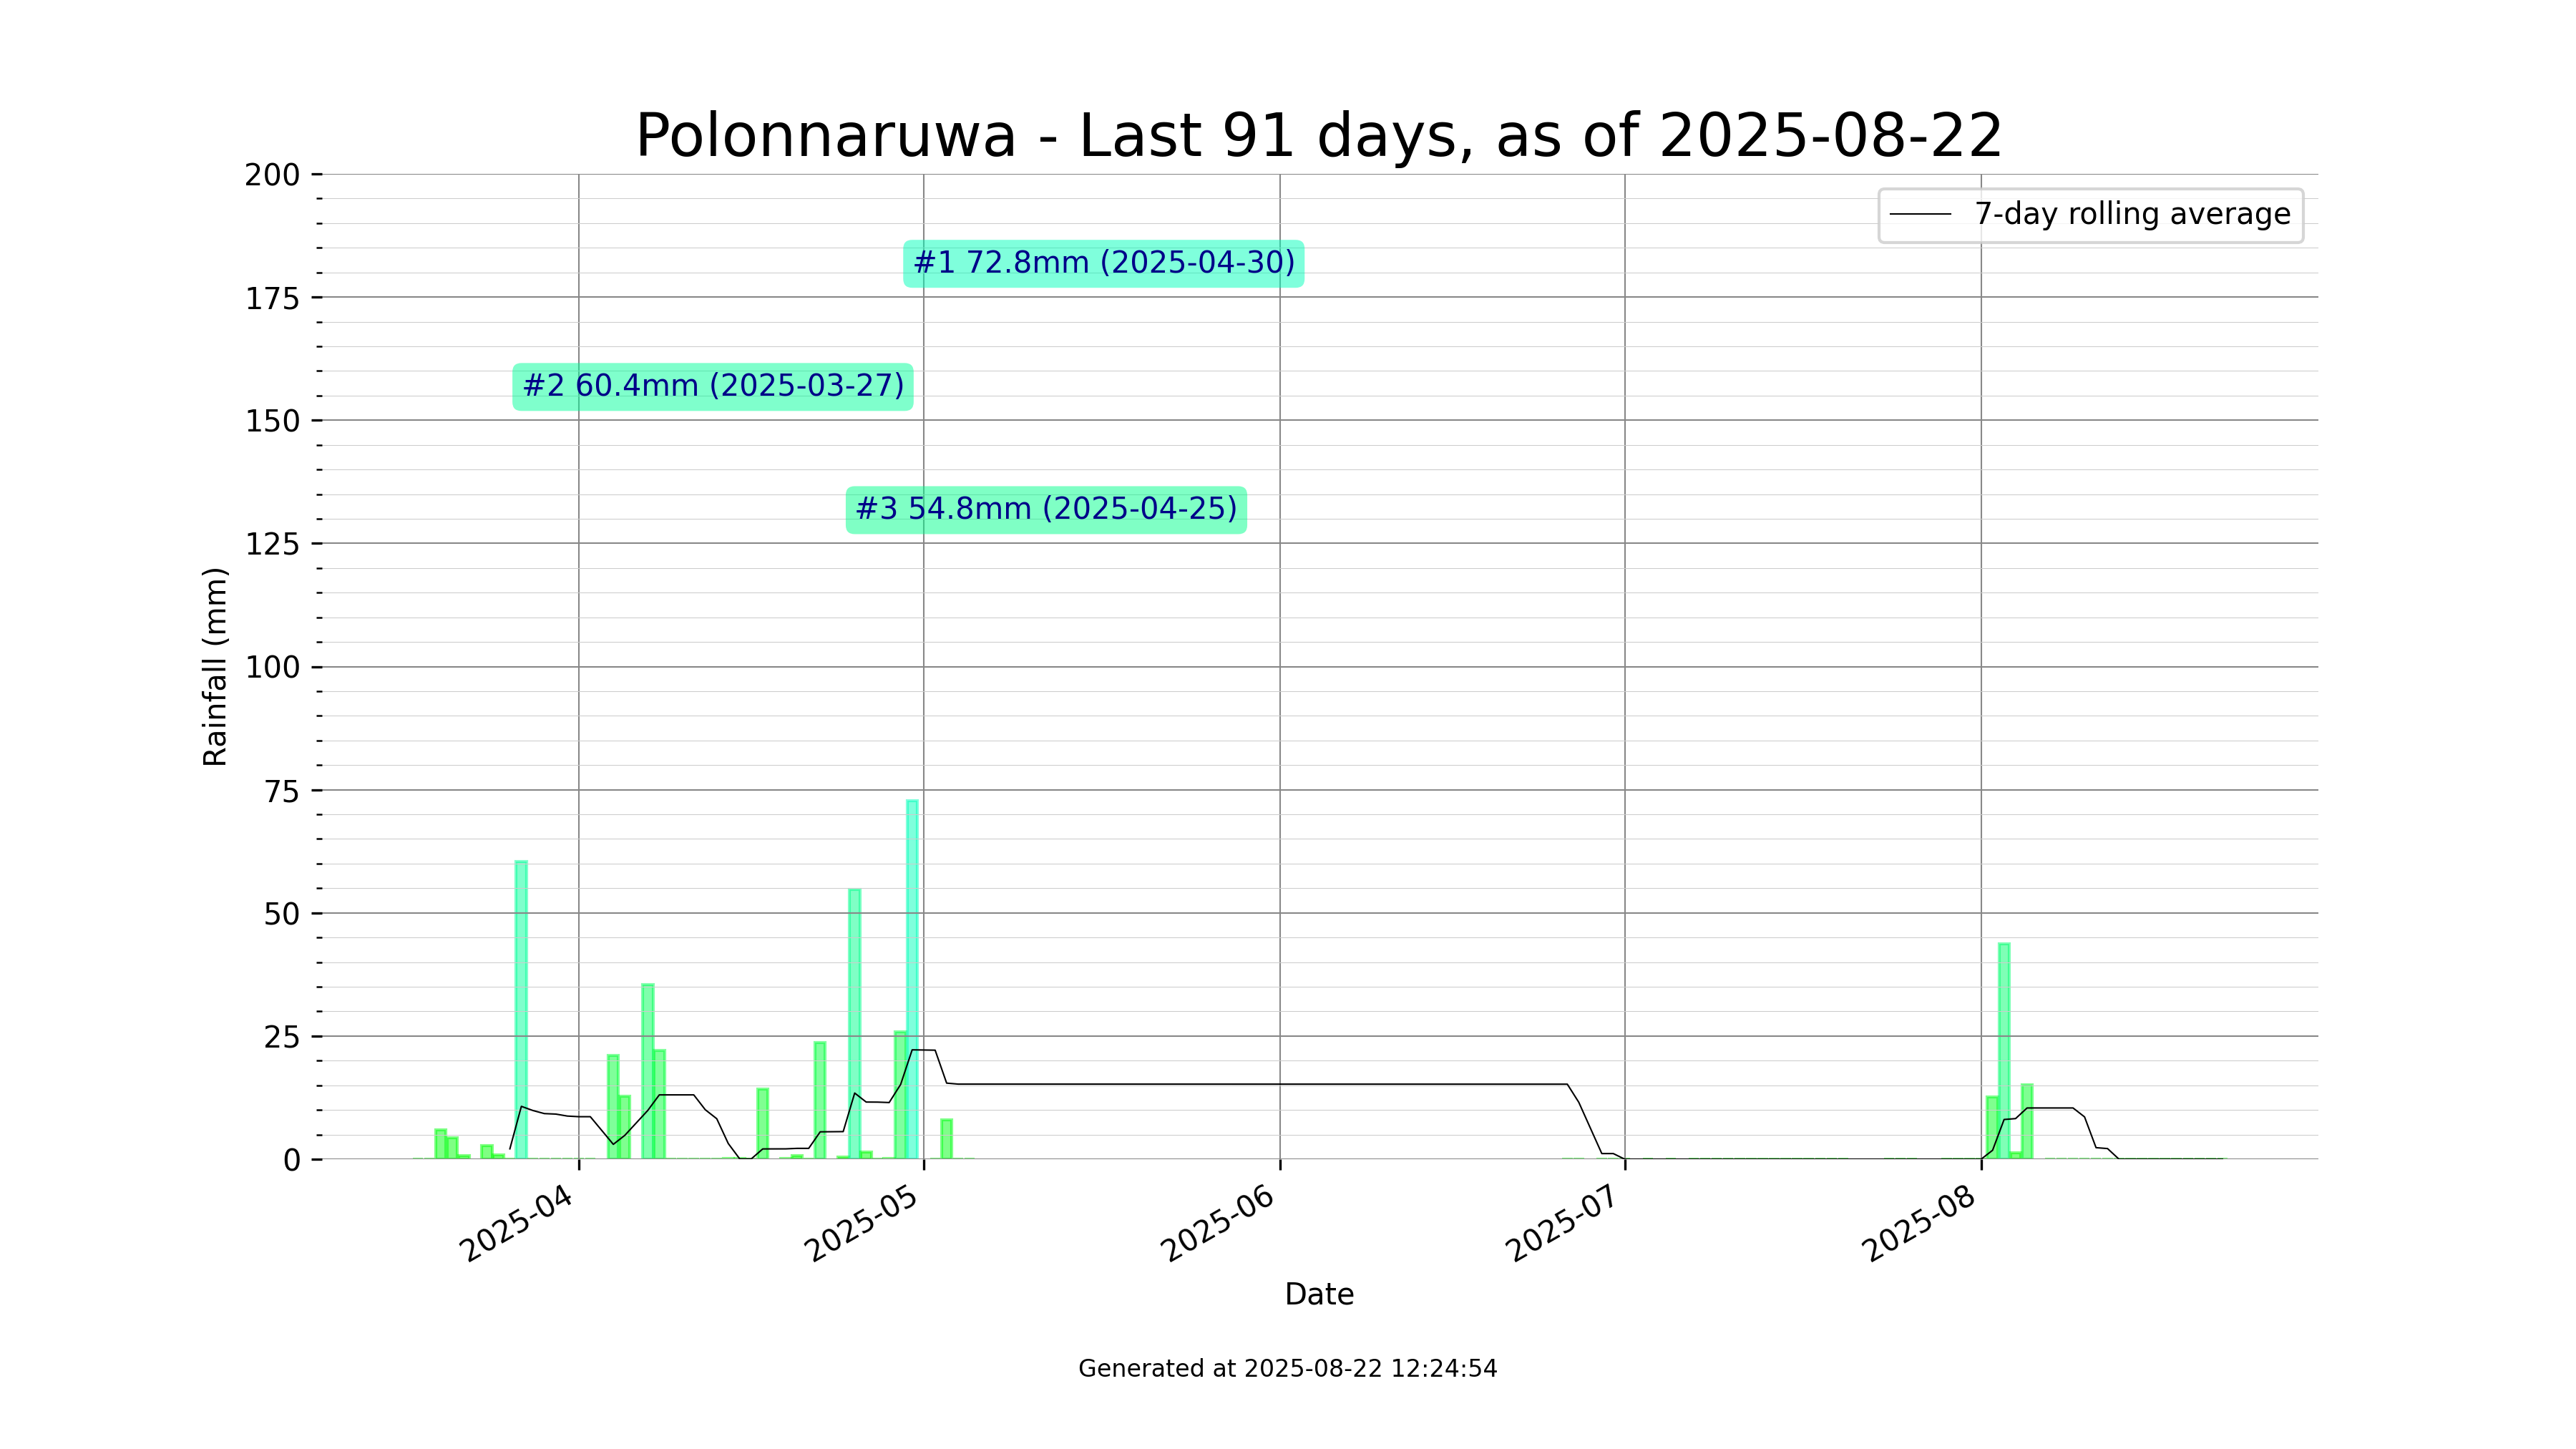 Polonnaruwa - Last 91 days, as of 2025-08-22
200
7-day rolling average
#1 72.8mm (2025-04-30)
175
#2 60.4mm (2025-03-27)
150
#3 54.8mm (2025-04-25)
125
Rainfall (mm)
100
75
50
25
0
2025-04
2025-05
2025-06
2025-07
2025-08
Date
Generated at 2025-08-22 12:24:54